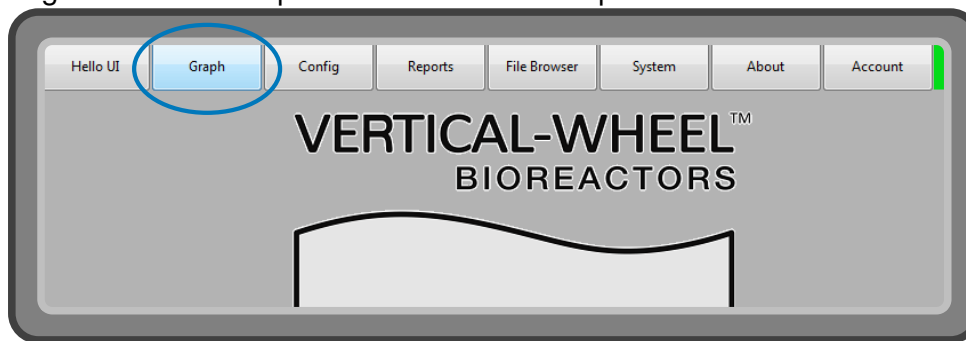 Hello UI Graph Config Reports File Browser System About Account
VERTICAL-WHEEL™
BIOREACTORS